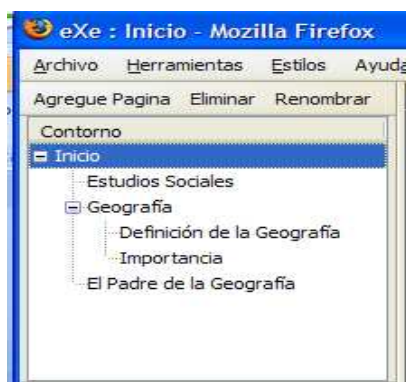 eXe : Inicio - Mozilla Firefox
Archivo Herramientas Estilos Ayuda
Agregue Pagina Eliminar Renombrar
Contorno
Inicio
Estudios Sociales
Geografía
Definición de la Geografía
Importancia
El Padre de la Geografía